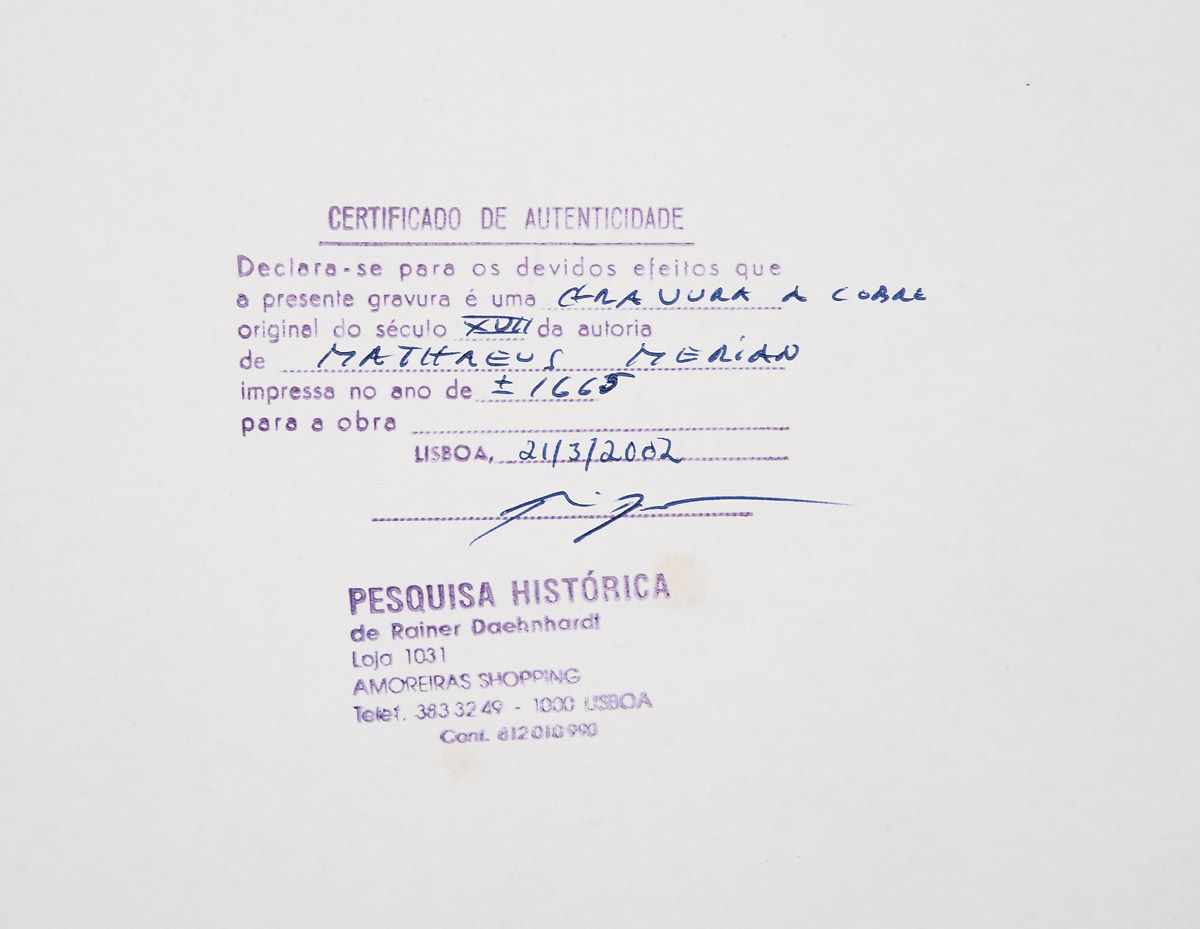 CERTIFICADO DE AUTENTICIDADE
Declara-se para os devidos efeitos que
a presente gravura é uma GRAVURA A COBRE
original do século XVII da autoria
de MATHAEUS MERIAN
impressa no ano de ± 1665
para a obra
LISBOA, 21/3/2002
PESQUISA HISTÓRICA
de Rainer Daehnhardt
Loja 1031
AMOREIRAS SHOPPING
Telef. 383 32 49 - 1000 LISBOA
Cont. 812 010 990